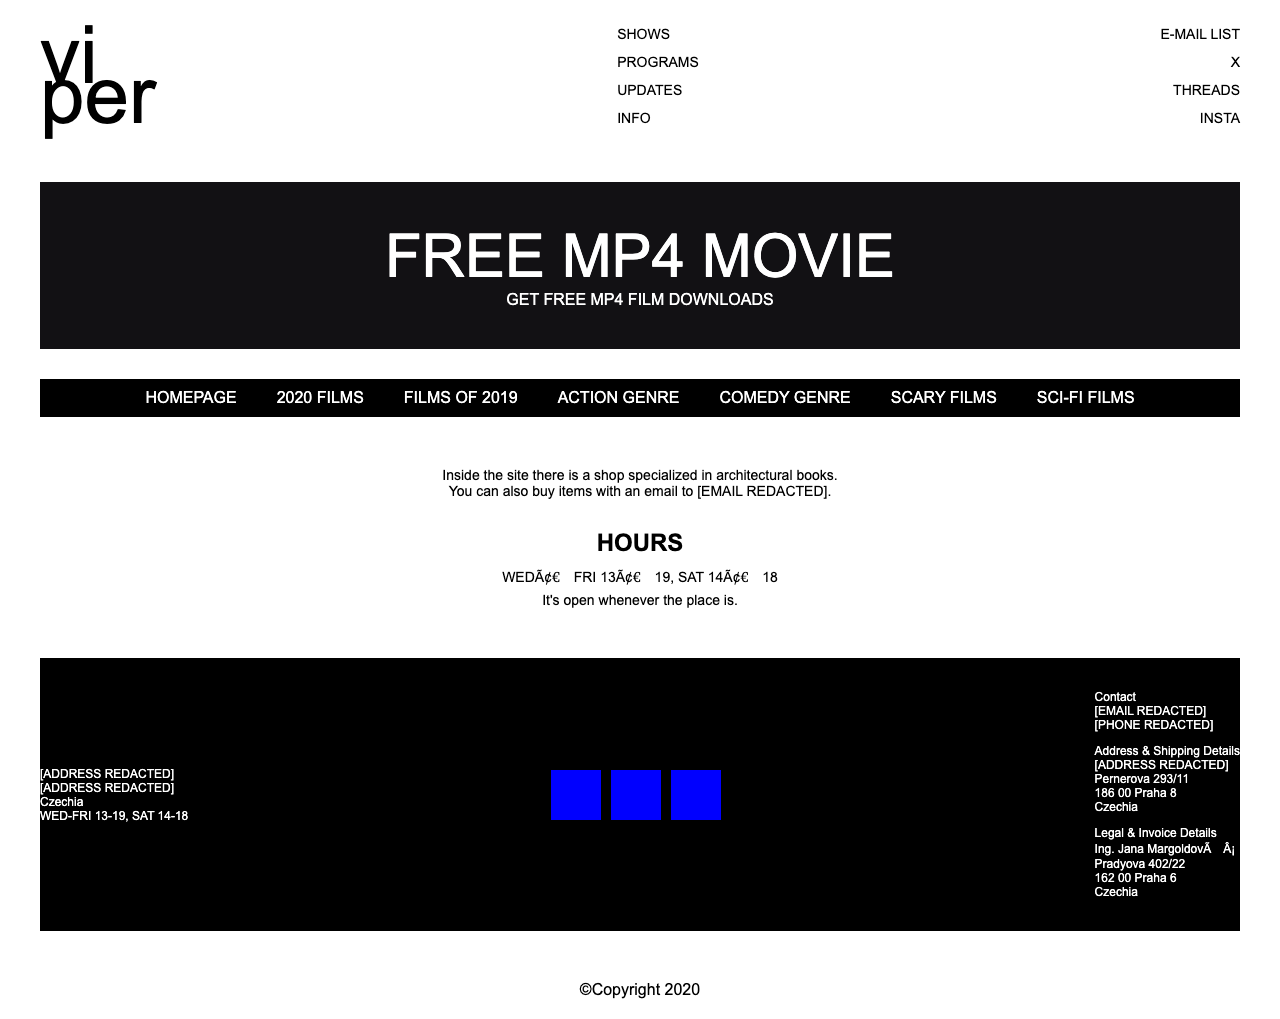 vi
per
SHOWS
PROGRAMS
UPDATES
INFO
E-MAIL LIST
X
THREADS
INSTA
FREE MP4 MOVIE
GET FREE MP4 FILM DOWNLOADS
HOMEPAGE 2020 FILMS FILMS OF 2019 ACTION GENRE COMEDY GENRE SCARY FILMS SCI-FI FILMS
Inside the site there is a shop specialized in architectural books.
You can also buy items with an email to [EMAIL REDACTED].
HOURS
WEDÃ¢€ FRI 13Ã¢€ 19, SAT 14Ã¢€ 18
It's open whenever the place is.
[ADDRESS REDACTED]
[ADDRESS REDACTED]
Czechia
WED-FRI 13-19, SAT 14-18
Contact
[EMAIL REDACTED]
[PHONE REDACTED]
Address & Shipping Details
[ADDRESS REDACTED]
Pernerova 293/11
186 00 Praha 8
Czechia
Legal & Invoice Details
Ing. Jana MargoldovÃ Â¡
Pradyova 402/22
162 00 Praha 6
Czechia
©Copyright 2020